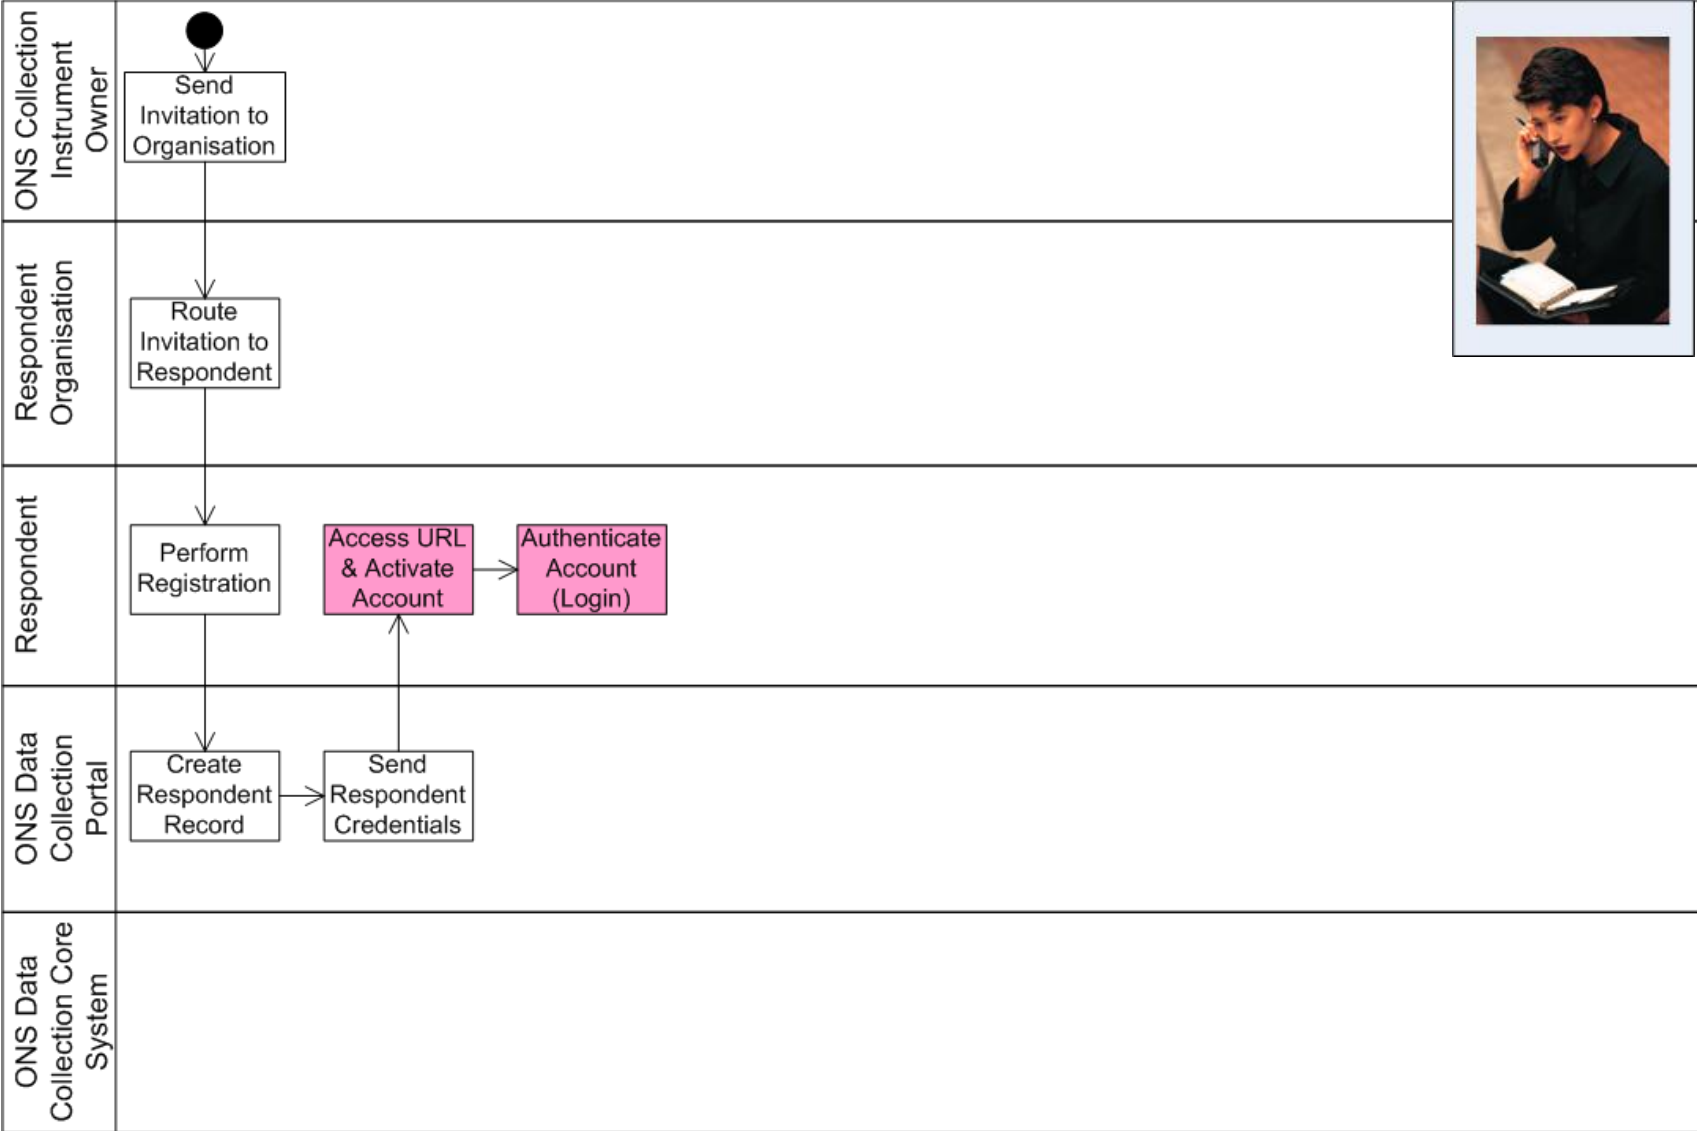 ONS Collection
Instrument
Owner
Send
Invitation to
Organisation
Respondent
Organisation
Route
Invitation to
Respondent
Respondent
Perform
Registration
Access URL
& Activate
Account
Authenticate
Account
(Login)
ONS Data
Collection
Portal
Create
Respondent
Record
Send
Respondent
Credentials
ONS Data
Collection Core
System